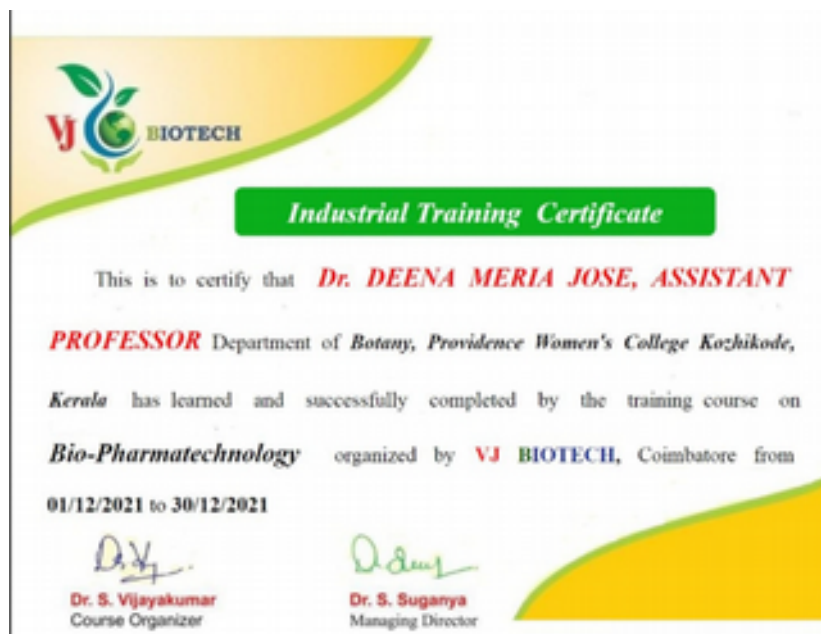 VJ BIOTECH
Industrial Training Certificate
This is to certify that Dr. DEENA MERIA JOSE, ASSISTANT
PROFESSOR Department of Botany, Providence Women's College Kozhikode,
Kerala has learned and successfully completed by the training course on
Bio-Pharmatechnology organized by VJ BIOTECH, Coimbatore from
01/12/2021 to 30/12/2021
Dr. S. Vijayakumar
Course Organizer
Dr. S. Suganya
Managing Director